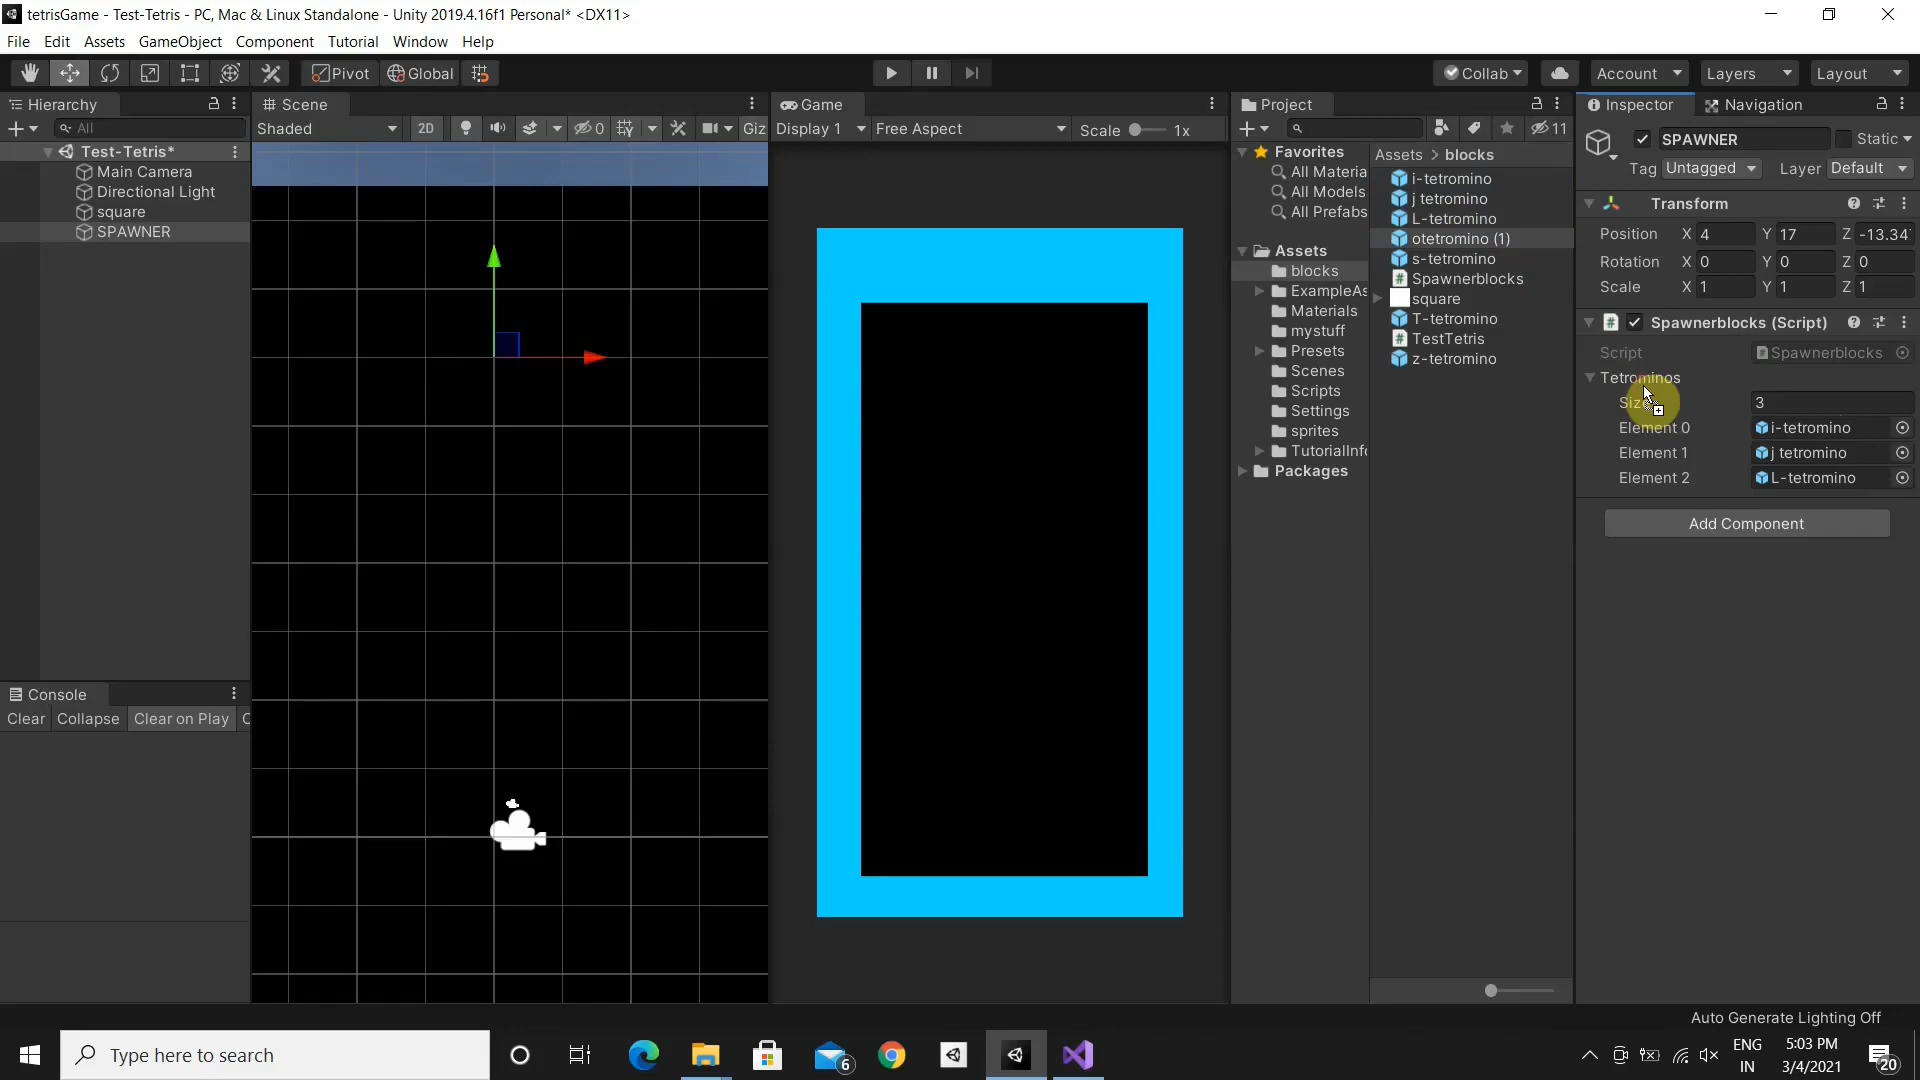 tetrisGame - Test-Tetris - PC, Mac & Linux Standalone - Unity 2019.4.16f1 Personal* <DX11>
File Edit Assets GameObject Component Tutorial Window Help
Pivot Global Collab Account Layers Layout
Hierarchy
All
Test-Tetris*
Main Camera
Directional Light
square
SPAWNER
Scene
Shaded 2D 0 Giz
Game
Display 1 Free Aspect Scale 1x
Project
11
Favorites
All Materia
All Models
All Prefabs
Assets
blocks
ExampleAs
Materials
mystuff
Presets
Scenes
Scripts
Settings
sprites
TutorialInfo
Packages
Assets > blocks
i-tetromino
j tetromino
L-tetromino
otetromino (1)
s-tetromino
Spawnerblocks
square
T-tetromino
TestTetris
z-tetromino
Inspector Navigation
SPAWNER Static
Tag Untagged Layer Default
Transform
Position X 4 Y 17 Z -13.34
Rotation X 0 Y 0 Z 0
Scale X 1 Y 1 Z 1
Spawnerblocks (Script)
Script Spawnerblocks
Tetrominos
3
Element 0 i-tetromino
Element 1 j tetromino
Element 2 L-tetromino
Add Component
Console
Clear Collapse Clear on Play
Auto Generate Lighting Off
Type here to search
6
ENG
IN
5:03 PM
3/4/2021
20